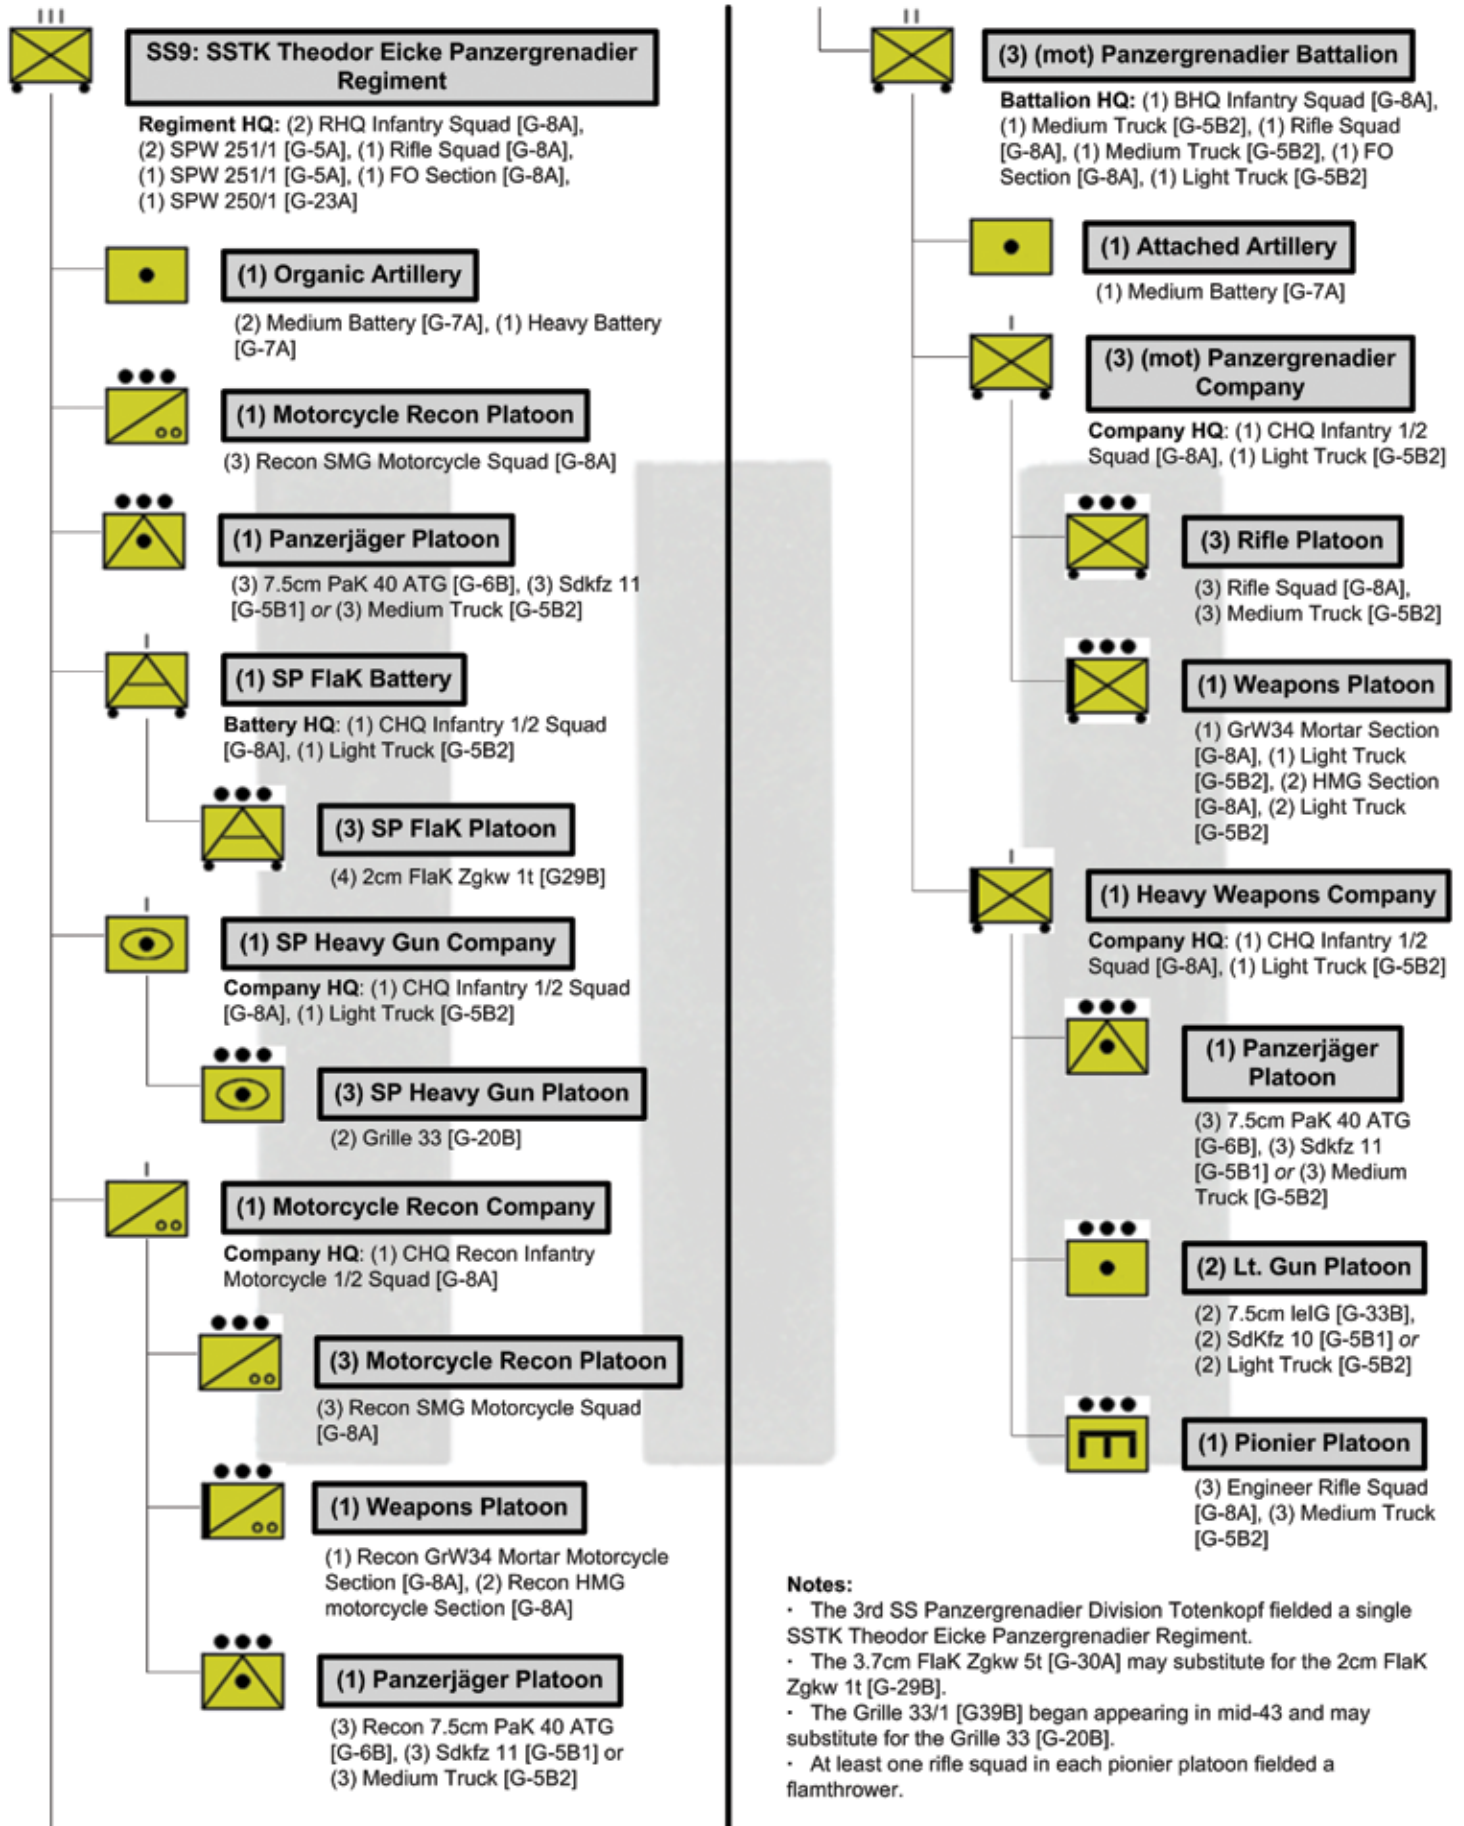 SS9: SSTK Theodor Eicke Panzergrenadier
Regiment
Regiment HQ: (2) RHQ Infantry Squad [G-8A],
(2) SPW 251/1 [G-5A], (1) Rifle Squad [G-8A],
(1) SPW 251/1 [G-5A], (1) FO Section [G-8A],
(1) SPW 250/1 [G-23A]
(1) Organic Artillery
(2) Medium Battery [G-7A], (1) Heavy Battery
[G-7A]
(1) Motorcycle Recon Platoon
(3) Recon SMG Motorcycle Squad [G-8A]
(1) Panzerjäger Platoon
(3) 7.5cm PaK 40 ATG [G-6B], (3) Sdkfz 11
[G-5B1] or (3) Medium Truck [G-5B2]
(1) SP FlaK Battery
Battery HQ: (1) CHQ Infantry 1/2 Squad
[G-8A], (1) Light Truck [G-5B2]
(3) SP FlaK Platoon
(4) 2cm FlaK Zgkw 1t [G29B]
(1) SP Heavy Gun Company
Company HQ: (1) CHQ Infantry 1/2 Squad
[G-8A], (1) Light Truck [G-5B2]
(3) SP Heavy Gun Platoon
(2) Grille 33 [G-20B]
(1) Motorcycle Recon Company
Company HQ: (1) CHQ Recon Infantry
Motorcycle 1/2 Squad [G-8A]
(3) Motorcycle Recon Platoon
(3) Recon SMG Motorcycle Squad
[G-8A]
(1) Weapons Platoon
(1) Recon GrW34 Mortar Motorcycle
Section [G-8A], (2) Recon HMG
motorcycle Section [G-8A]
(1) Panzerjäger Platoon
(3) Recon 7.5cm PaK 40 ATG
[G-6B], (3) Sdkfz 11 [G-5B1] or
(3) Medium Truck [G-5B2]
(3) (mot) Panzergrenadier Battalion
Battalion HQ: (1) BHQ Infantry Squad [G-8A],
(1) Medium Truck [G-5B2], (1) Rifle Squad
[G-8A], (1) Medium Truck [G-5B2], (1) FO
Section [G-8A], (1) Light Truck [G-5B2]
(1) Attached Artillery
(1) Medium Battery [G-7A]
(3) (mot) Panzergrenadier
Company
Company HQ: (1) CHQ Infantry 1/2
Squad [G-8A], (1) Light Truck [G-5B2]
(3) Rifle Platoon
(3) Rifle Squad [G-8A],
(3) Medium Truck [G-5B2]
(1) Weapons Platoon
(1) GrW34 Mortar Section
[G-8A], (1) Light Truck
[G-5B2], (2) HMG Section
[G-8A], (2) Light Truck
[G-5B2]
(1) Heavy Weapons Company
Company HQ: (1) CHQ Infantry 1/2
Squad [G-8A], (1) Light Truck [G-5B2]
(1) Panzerjäger
Platoon
(3) 7.5cm PaK 40 ATG
[G-6B], (3) Sdkfz 11
[G-5B1] or (3) Medium
Truck [G-5B2]
(2) Lt. Gun Platoon
(2) 7.5cm leIG [G-33B],
(2) SdKfz 10 [G-5B1] or
(2) Light Truck [G-5B2]
(1) Pionier Platoon
(3) Engineer Rifle Squad
[G-8A], (3) Medium Truck
[G-5B2]
Notes:
· The 3rd SS Panzergrenadier Division Totenkopf fielded a single
SSTK Theodor Eicke Panzergrenadier Regiment.
· The 3.7cm FlaK Zgkw 5t [G-30A] may substitute for the 2cm FlaK
Zgkw 1t [G-29B].
· The Grille 33/1 [G39B] began appearing in mid-43 and may
substitute for the Grille 33 [G-20B].
· At least one rifle squad in each pionier platoon fielded a
flamthrower.